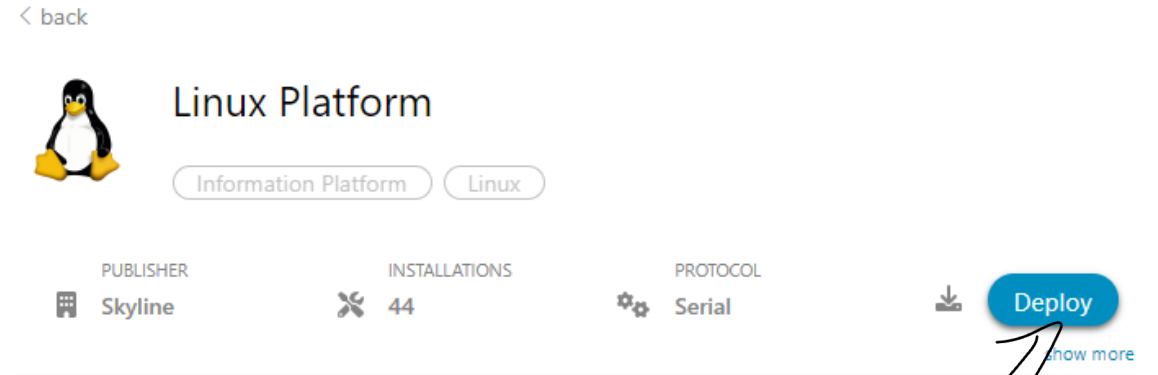 back
Linux Platform
Information Platform Linux
PUBLISHER INSTALLATIONS PROTOCOL
Skyline 44 Serial Deploy
show more